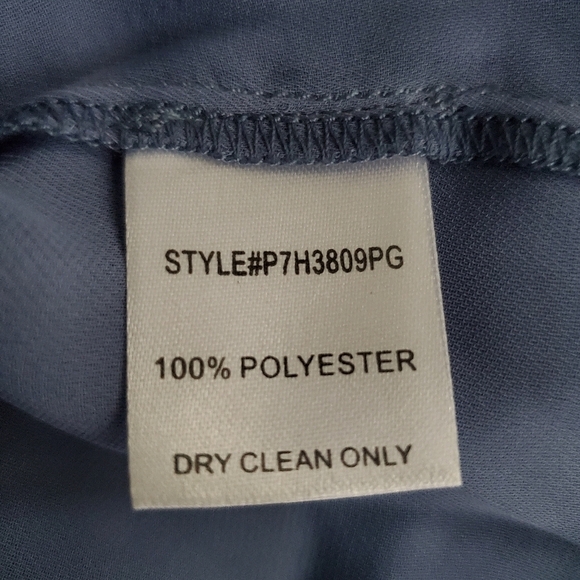 STYLE#P7H3809PG
100% POLYESTER
DRY CLEAN ONLY